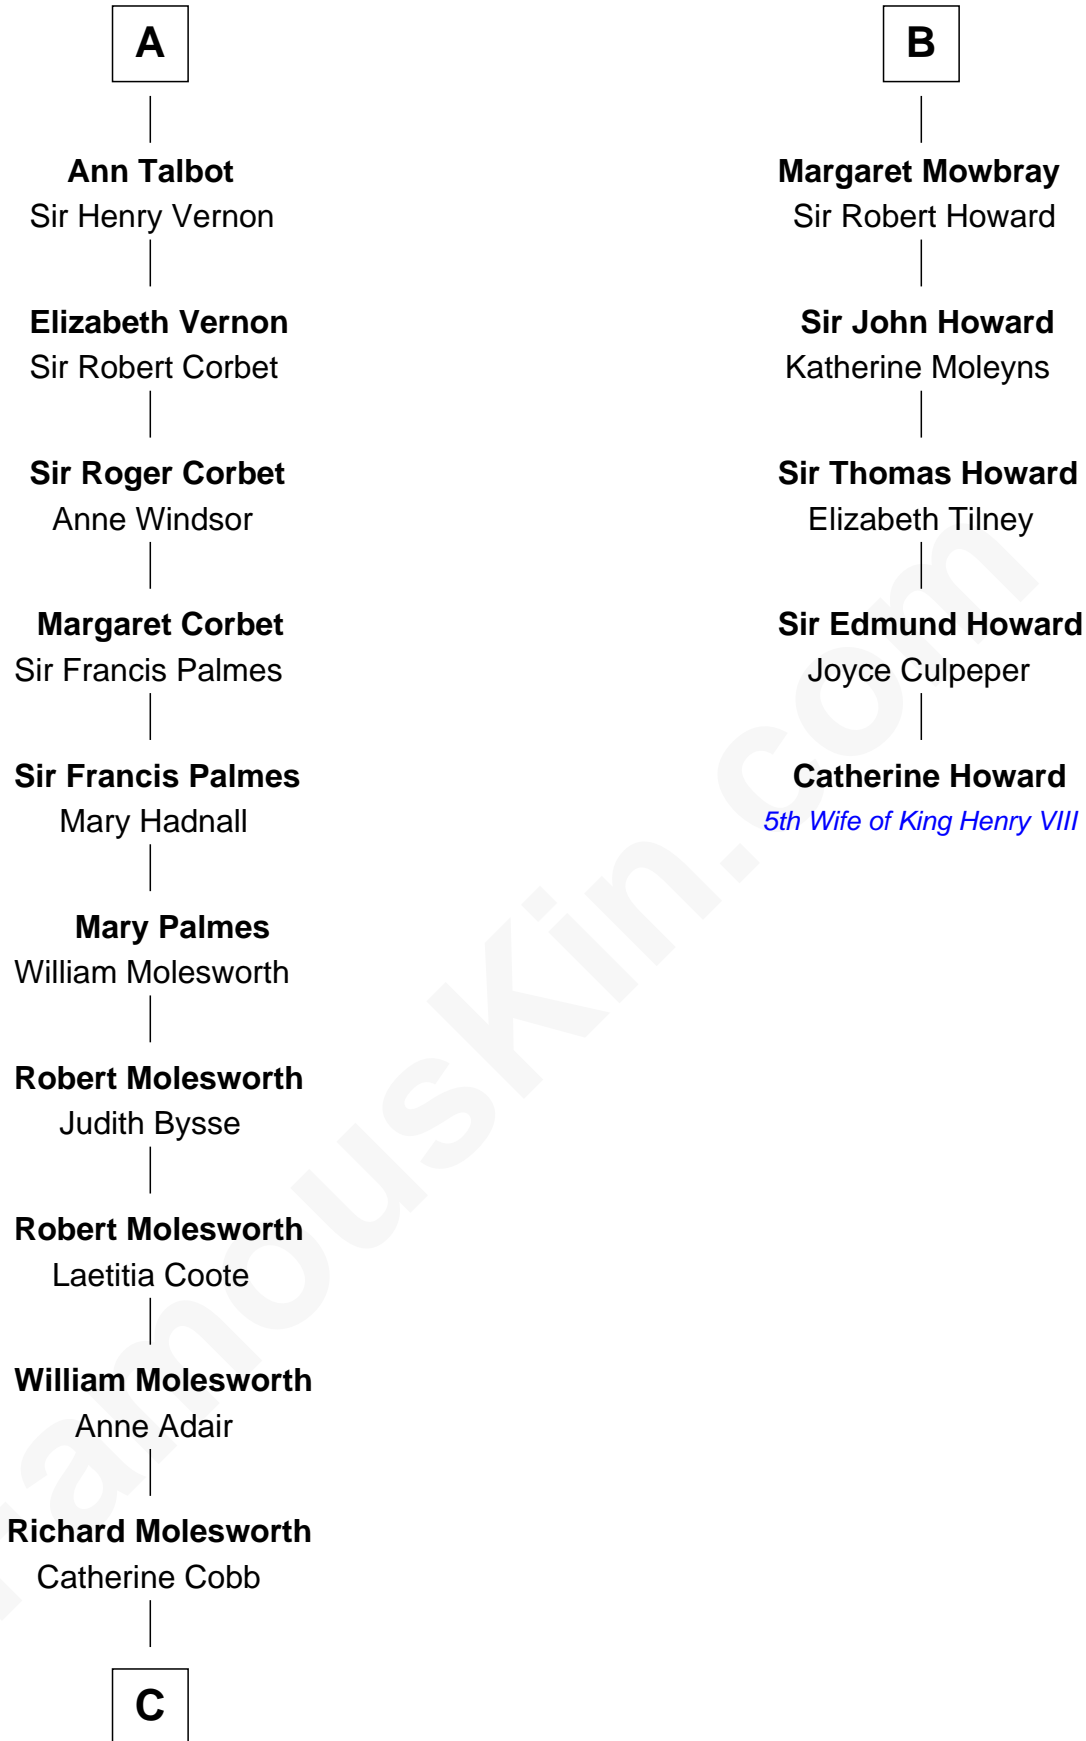 A
Ann Talbot
Sir Henry Vernon
Elizabeth Vernon
Sir Robert Corbet
Sir Roger Corbet
Anne Windsor
Margaret Corbet
Sir Francis Palmes
Sir Francis Palmes
Mary Hadnall
Mary Palmes
William Molesworth
Robert Molesworth
Judith Bysse
Robert Molesworth
Laetitia Coote
William Molesworth
Anne Adair
Richard Molesworth
Catherine Cobb
C
B
Margaret Mowbray
Sir Robert Howard
Sir John Howard
Katherine Moleyns
Sir Thomas Howard
Elizabeth Tilney
Sir Edmund Howard
Joyce Culpeper
Catherine Howard
5th Wife of King Henry VIII
FamousKin.com